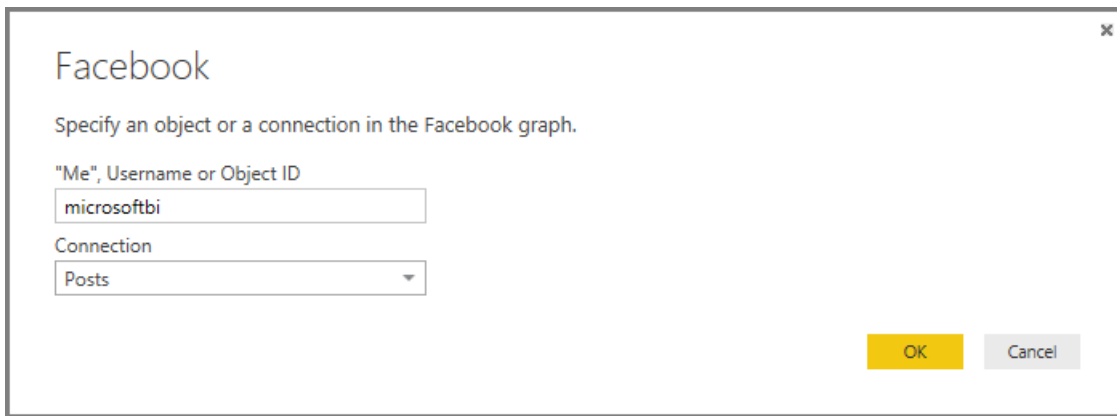 Facebook
Specify an object or a connection in the Facebook graph.
"Me", Username or Object ID
microsoftbi
Connection
Posts
OK
Cancel